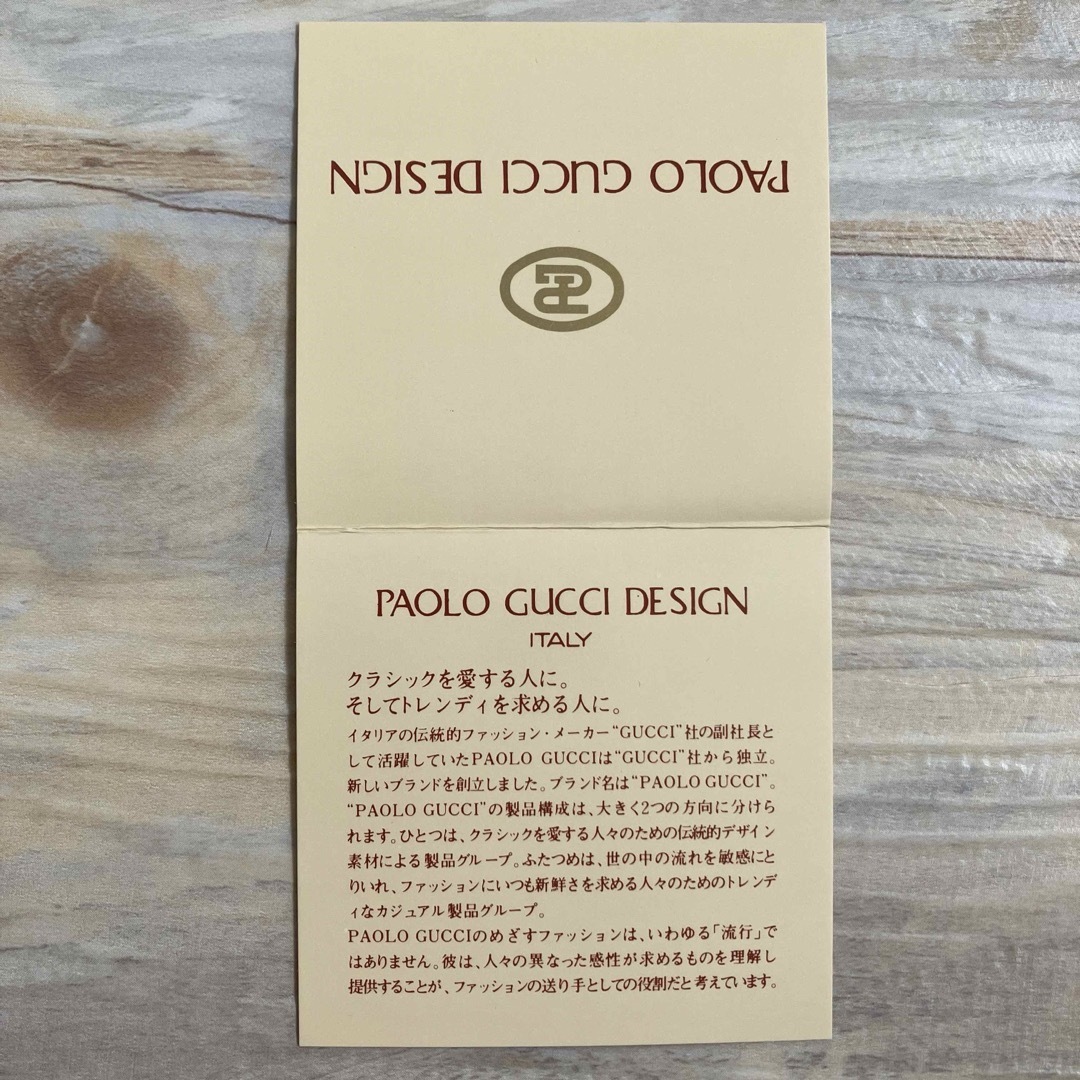 PAOLO GUCCI DESIGN
PAOLO GUCCI DESIGN
ITALY
クラシックを愛する人に。
そしてトレンディを求める人に。
イタリアの伝統的ファッション・メーカー“GUCCI”社の副社長と
して活躍していたPAOLO GUCCIは“GUCCI”社から独立。
新しいブランドを創立しました。ブランド名は“PAOLO GUCCI”。
“PAOLO GUCCI”の製品構成は、大きく2つの方向に分けら
れます。ひとつは、クラシックを愛する人々のための伝統的デザイン
素材による製品グループ。ふたつめは、世の中の流れを敏感にと
りいれ、ファッションにいつも新鮮さを求める人々のためのトレンデ
ィなカジュアル製品グループ。
PAOLO GUCCIのめざすファッションは、いわゆる「流行」で
はありません。彼は、人々の異なった感性が求めるものを理解し
提供することが、ファッションの送り手としての役割だと考えています。